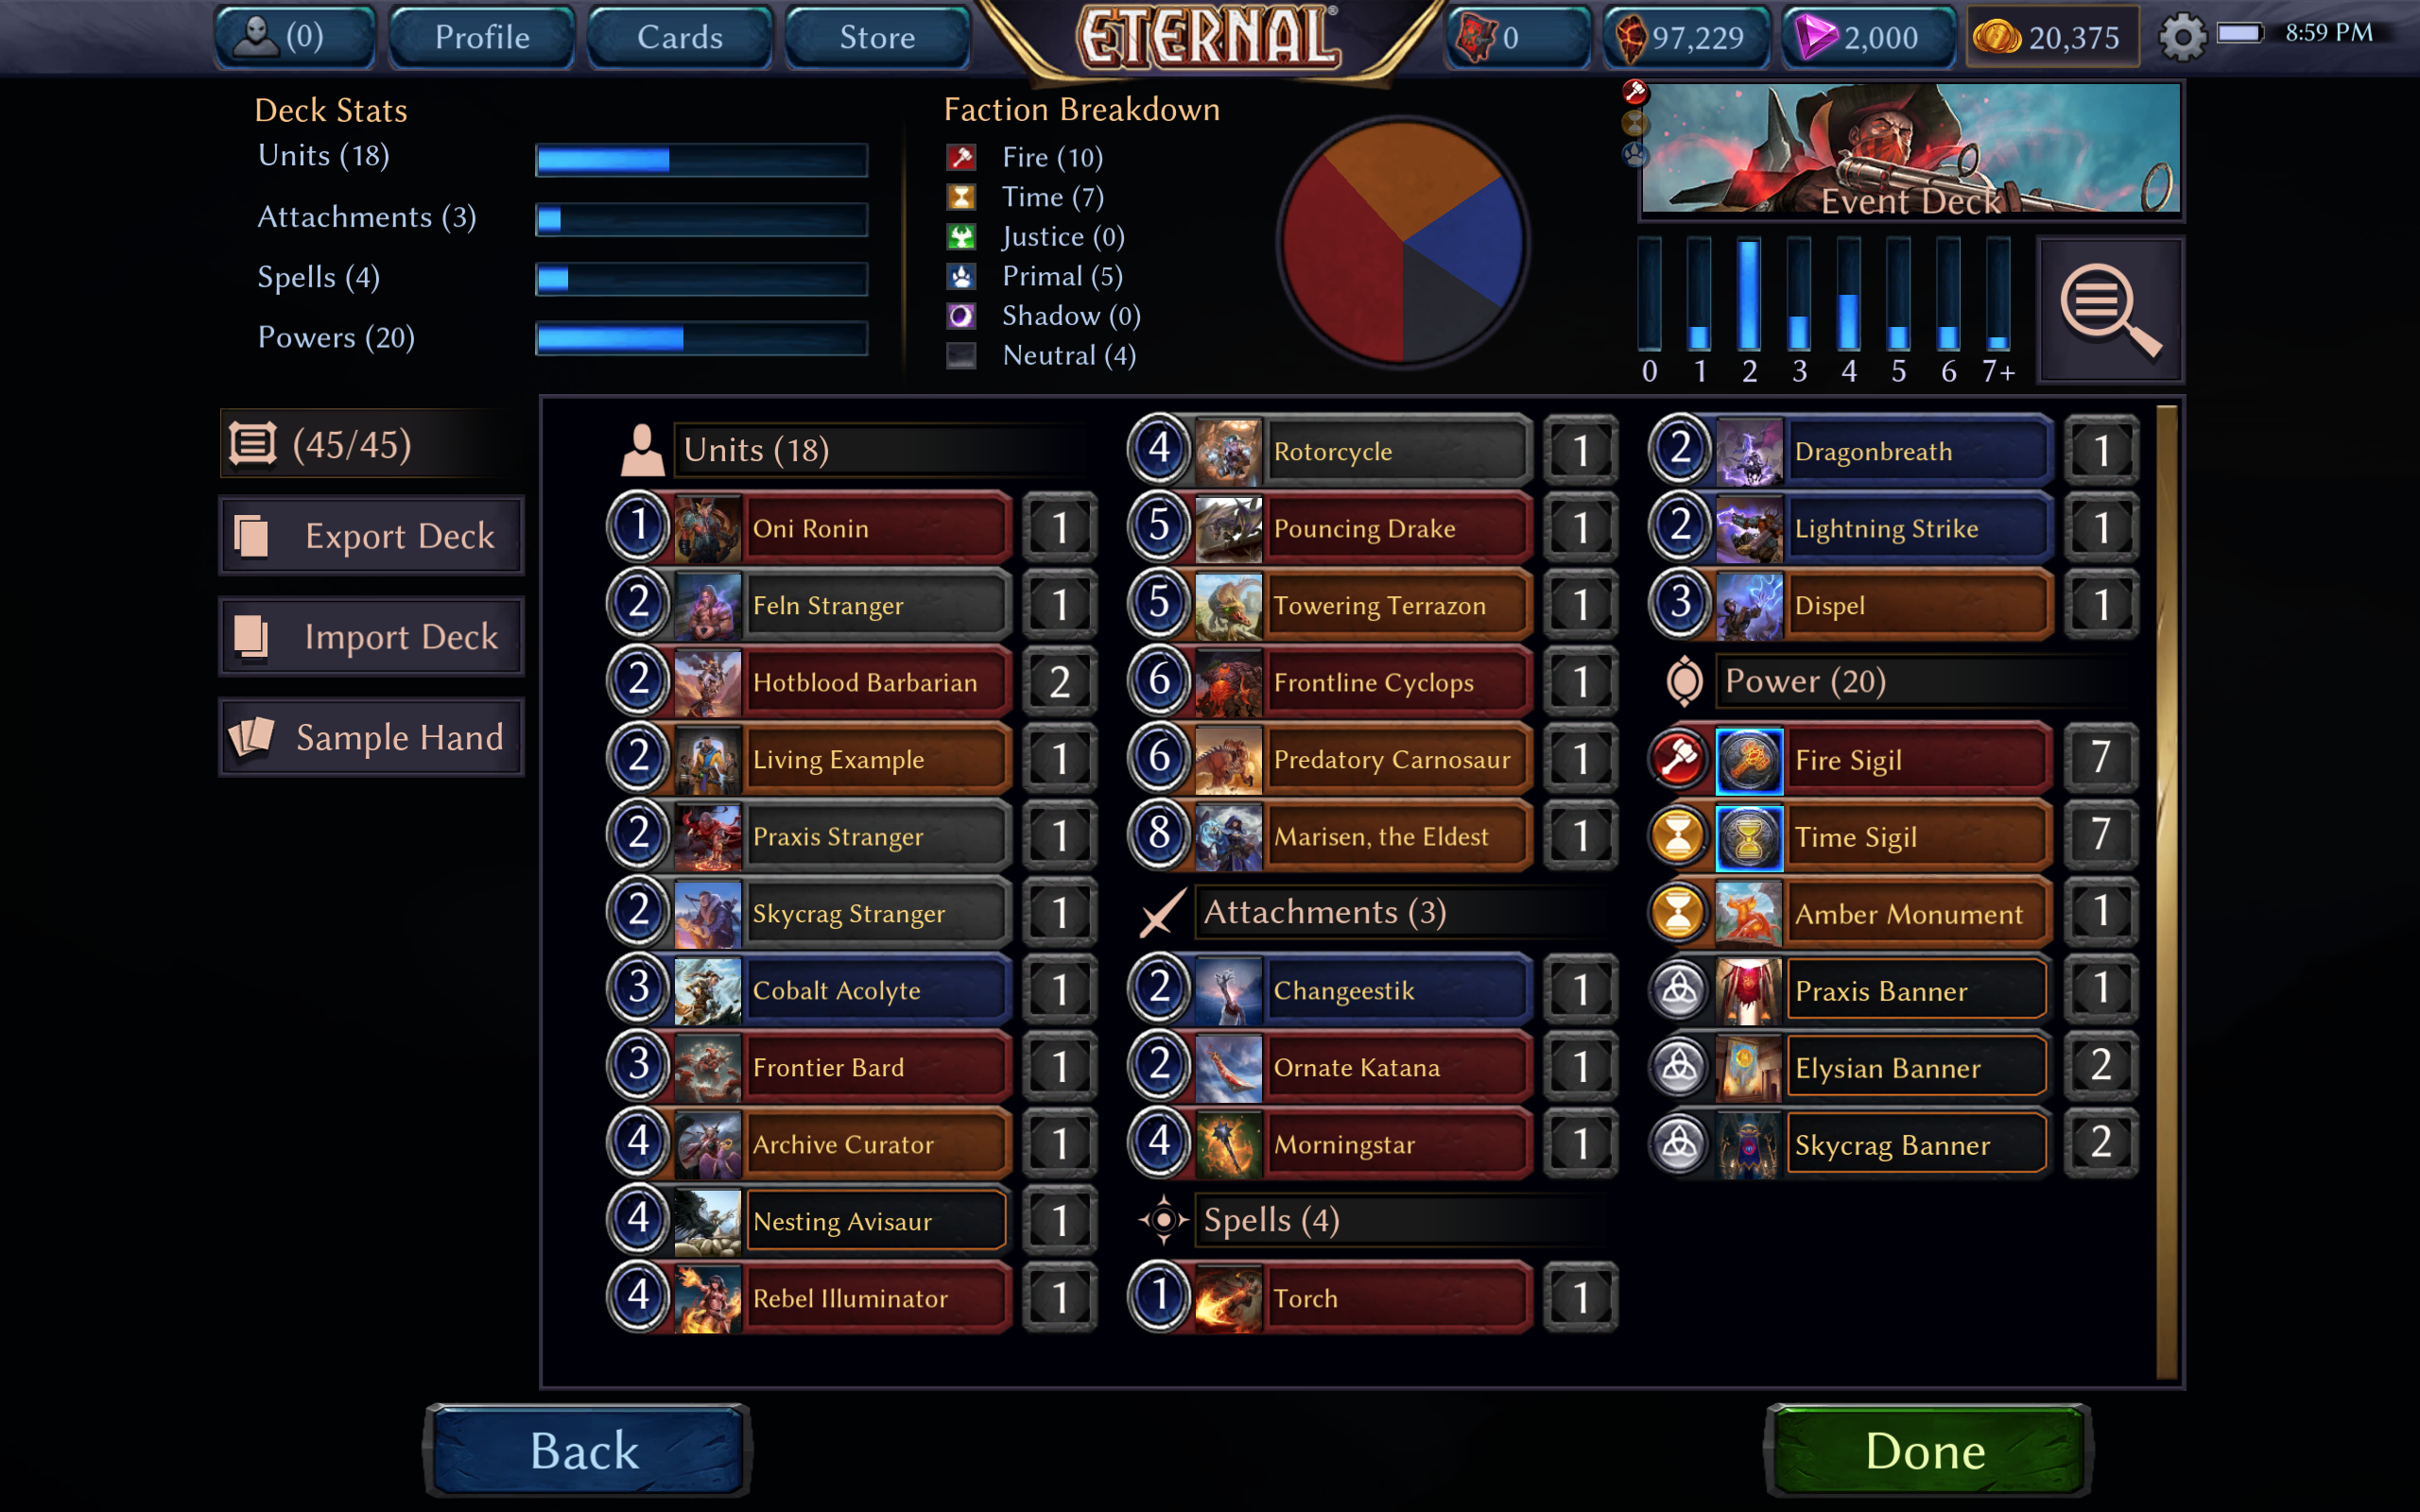 (0) Profile Cards Store ETERNAL® 0 97,229 2,000 20,375 8:59 PM
Deck Stats
Units (18)
Attachments (3)
Spells (4)
Powers (20)
Faction Breakdown
Fire (10)
Time (7)
Justice (0)
Primal (5)
Shadow (0)
Neutral (4)
Event Deck
0 1 2 3 4 5 6 7+
(45/45)
Export Deck
Import Deck
Sample Hand
Units (18)
1 Oni Ronin 1
2 Feln Stranger 1
2 Hotblood Barbarian 2
2 Living Example 1
2 Praxis Stranger 1
2 Skycrag Stranger 1
3 Cobalt Acolyte 1
3 Frontier Bard 1
4 Archive Curator 1
4 Nesting Avisaur 1
4 Rebel Illuminator 1
4 Rotorcycle 1
5 Pouncing Drake 1
5 Towering Terrazon 1
6 Frontline Cyclops 1
6 Predatory Carnosaur 1
8 Marisen, the Eldest 1
Attachments (3)
2 Changeestik 1
2 Ornate Katana 1
4 Morningstar 1
Spells (4)
1 Torch 1
2 Dragonbreath 1
2 Lightning Strike 1
3 Dispel 1
Power (20)
Fire Sigil 7
Time Sigil 7
Amber Monument 1
Praxis Banner 1
Elysian Banner 2
Skycrag Banner 2
Back
Done